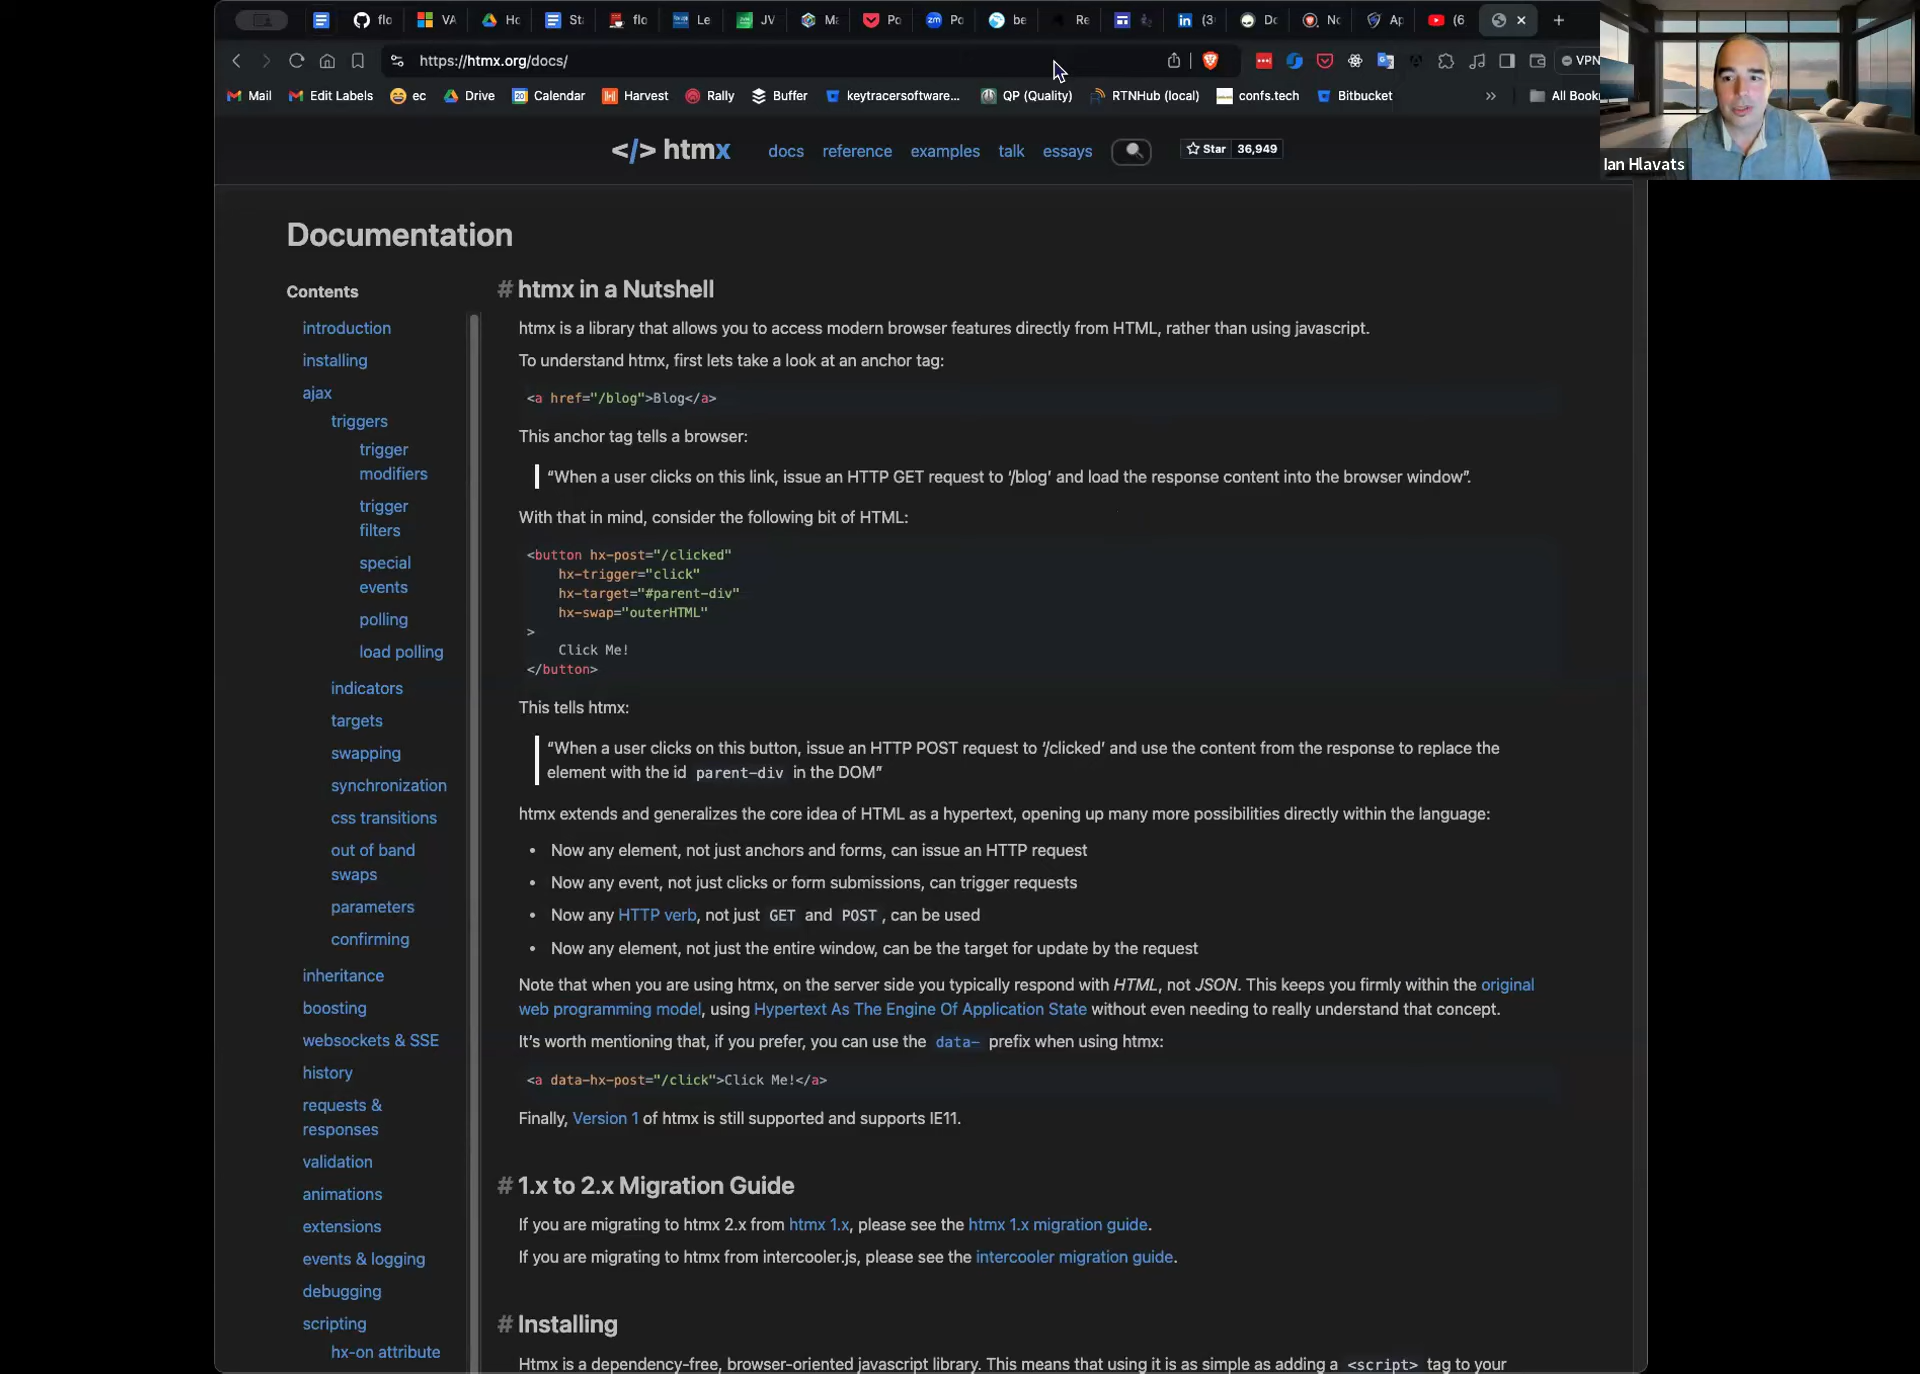 flo
VA
Ho
Sta
flo
Le
JV
Ma
Po
Po
be
Re
(3
Do
No
Ap
(6
https://htmx.org/docs/
VPN
Mail
Edit Labels
ec
Drive
Calendar
Harvest
Rally
Buffer
keytracersoftware...
QP (Quality)
RTNHub (local)
confs.tech
Bitbucket
»
All Book
Ian Hlavats
</> htmx
docs
reference
examples
talk
essays
Star 36,949
Documentation
Contents
introduction
installing
ajax
triggers
trigger
modifiers
trigger
filters
special
events
polling
load polling
indicators
targets
swapping
synchronization
css transitions
out of band
swaps
parameters
confirming
inheritance
boosting
websockets & SSE
history
requests &
responses
validation
animations
extensions
events & logging
debugging
scripting
hx-on attribute
# htmx in a Nutshell
htmx is a library that allows you to access modern browser features directly from HTML, rather than using javascript.
To understand htmx, first lets take a look at an anchor tag:
<a href="/blog">Blog</a>
This anchor tag tells a browser:
“When a user clicks on this link, issue an HTTP GET request to ‘/blog’ and load the response content into the browser window”.
With that in mind, consider the following bit of HTML:
<button hx-post="/clicked"
hx-trigger="click"
hx-target="#parent-div"
hx-swap="outerHTML"
>
Click Me!
</button>
This tells htmx:
“When a user clicks on this button, issue an HTTP POST request to ‘/clicked’ and use the content from the response to replace the
element with the id parent-div in the DOM”
htmx extends and generalizes the core idea of HTML as a hypertext, opening up many more possibilities directly within the language:
• Now any element, not just anchors and forms, can issue an HTTP request
• Now any event, not just clicks or form submissions, can trigger requests
• Now any HTTP verb, not just GET and POST, can be used
• Now any element, not just the entire window, can be the target for update by the request
Note that when you are using htmx, on the server side you typically respond with HTML, not JSON. This keeps you firmly within the original
web programming model, using Hypertext As The Engine Of Application State without even needing to really understand that concept.
It’s worth mentioning that, if you prefer, you can use the data- prefix when using htmx:
<a data-hx-post="/click">Click Me!</a>
Finally, Version 1 of htmx is still supported and supports IE11.
# 1.x to 2.x Migration Guide
If you are migrating to htmx 2.x from htmx 1.x, please see the htmx 1.x migration guide.
If you are migrating to htmx from intercooler.js, please see the intercooler migration guide.
# Installing
Htmx is a dependency-free, browser-oriented javascript library. This means that using it is as simple as adding a <script> tag to your